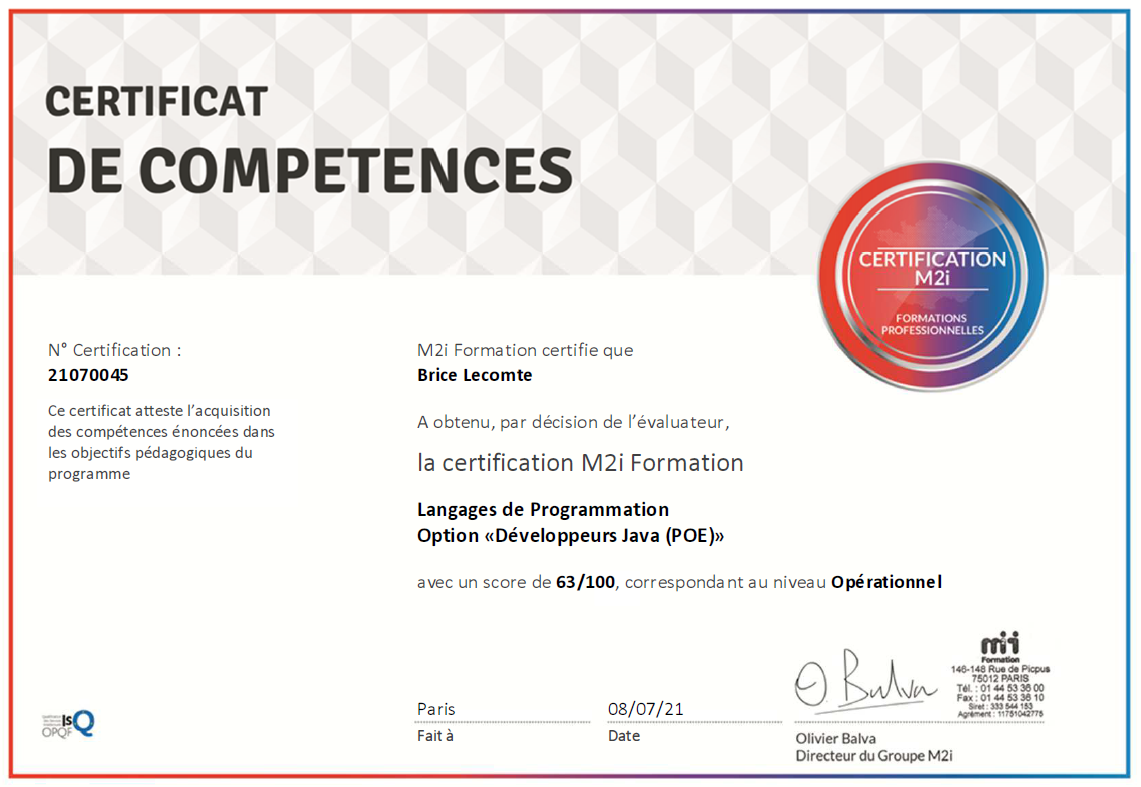 CERTIFICAT
DE COMPETENCES
CERTIFICATION
M2i
FORMATIONS
PROFESSIONNELLES
N° Certification :
21070045
Ce certificat atteste l’acquisition
des compétences énoncées dans
les objectifs pédagogiques du
programme
M2i Formation certifie que
Brice Lecomte
A obtenu, par décision de l’évaluateur,
la certification M2i Formation
Langages de Programmation
Option «Développeurs Java (POE)»
avec un score de 63/100, correspondant au niveau Opérationnel
O. Balva
m2i
Formation
146-148 Rue de Picpus
75012 PARIS
Tél. : 01 44 53 36 00
Fax : 01 44 53 36 10
Siret : 333 544 153
Agrément : 11751042775
Paris
08/07/21
Fait à
Date
Olivier Balva
Directeur du Groupe M2i
IsQ
OPQF